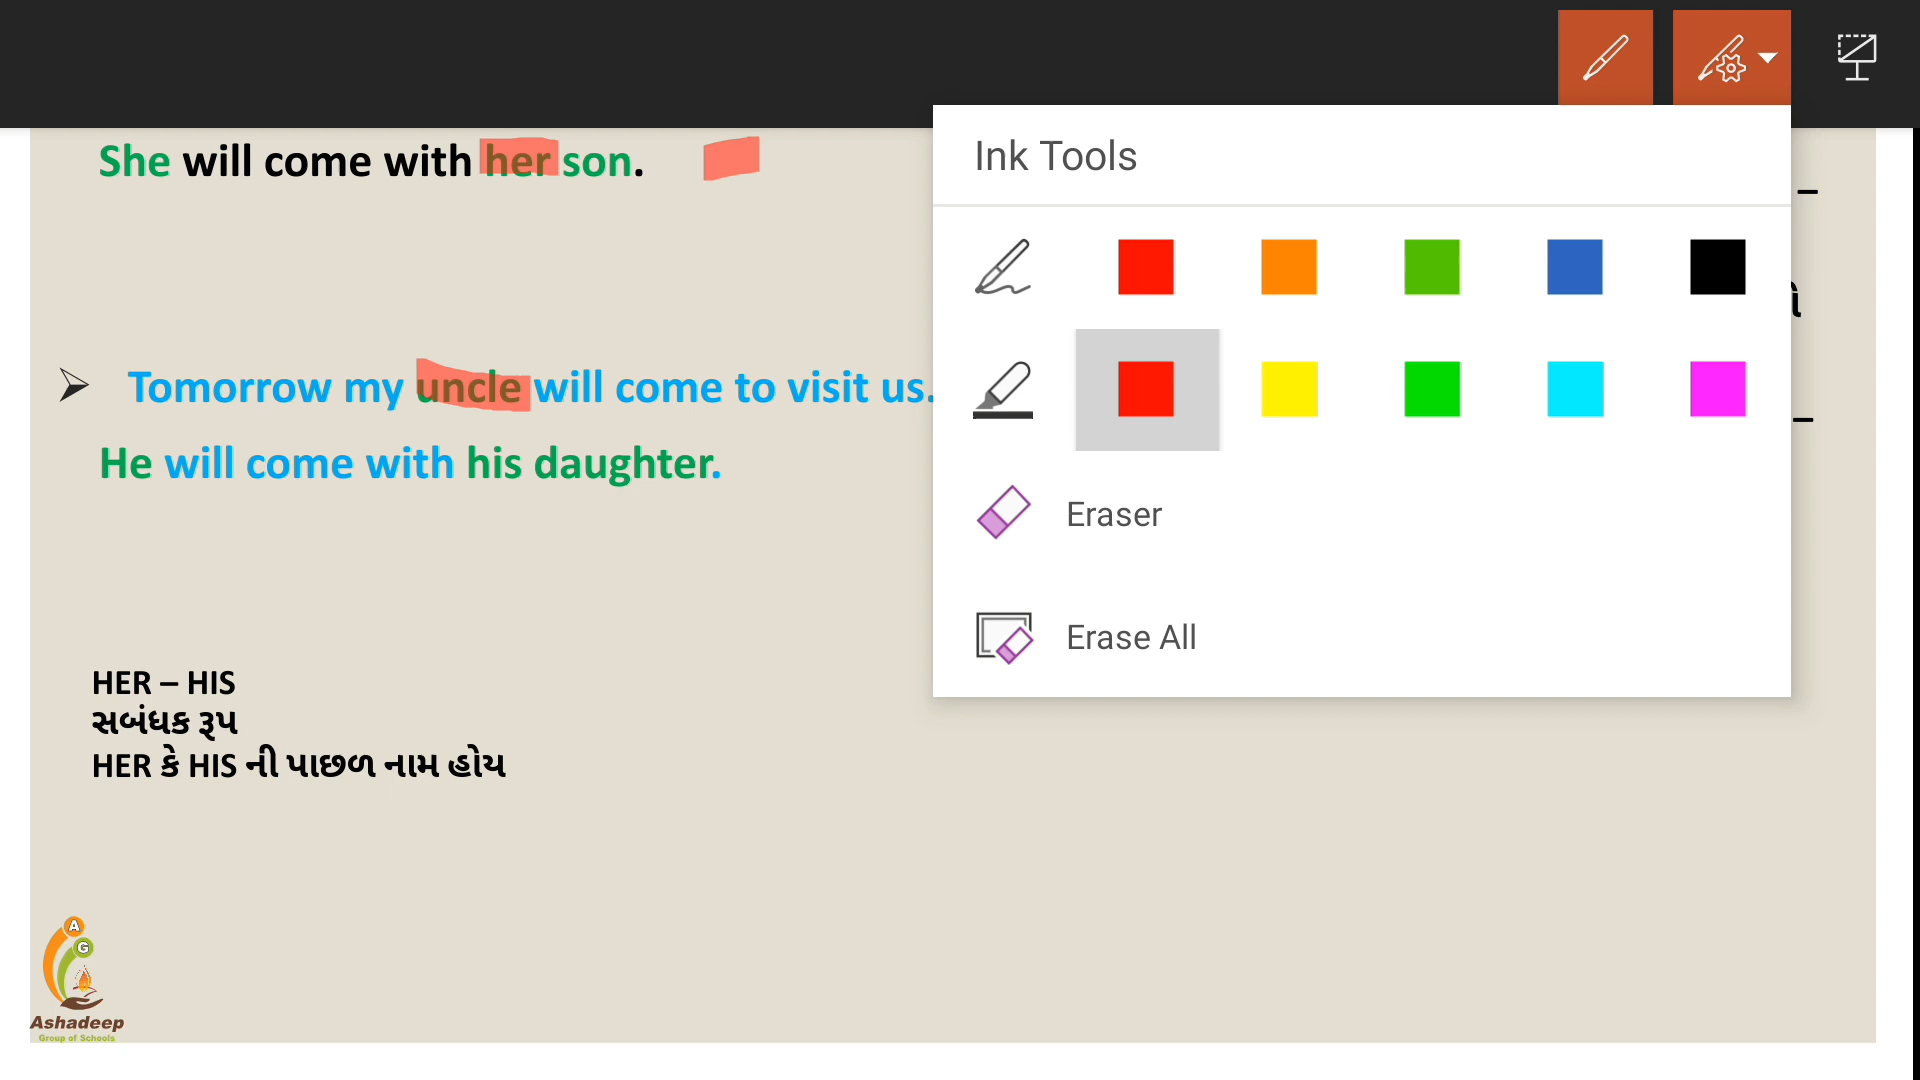 She will come with her son.
➢ Tomorrow my uncle will come to visit us.
He will come with his daughter.
HER – HIS
સબંધક રૂપ
HER કે HIS ની પાછળ નામ હોય
Ink Tools
Eraser
Erase All
A
G
Ashadeep
Group of Schools